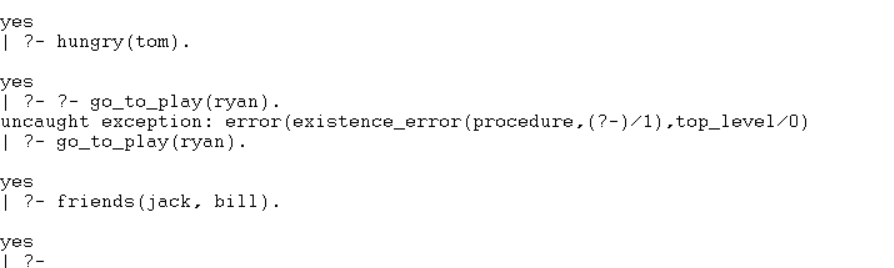 yes
| ?- hungry(tom).
yes
| ?- ?- go_to_play(ryan).
uncaught exception: error(existence_error(procedure,(?-)/1),top_level/0)
| ?- go_to_play(ryan).
yes
| ?- friends(jack, bill).
yes
| ?-